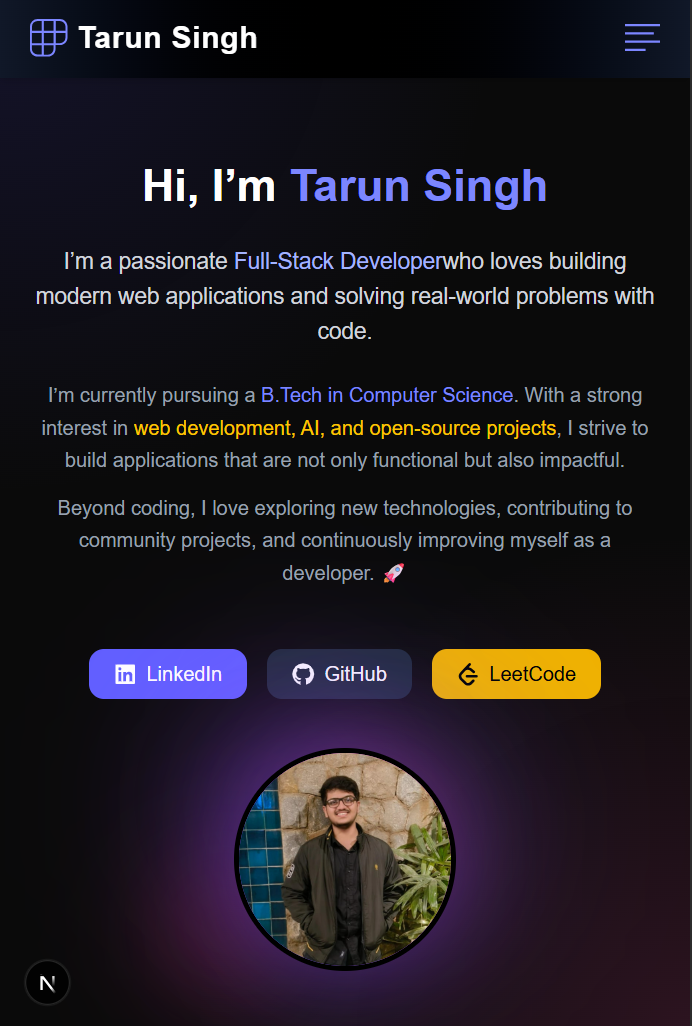 Tarun Singh
Hi, I’m Tarun Singh
I’m a passionate Full-Stack Developerwho loves building
modern web applications and solving real-world problems with
code.
I’m currently pursuing a B.Tech in Computer Science. With a strong
interest in web development, AI, and open-source projects, I strive to
build applications that are not only functional but also impactful.
Beyond coding, I love exploring new technologies, contributing to
community projects, and continuously improving myself as a
developer. 🚀
LinkedIn GitHub LeetCode
N